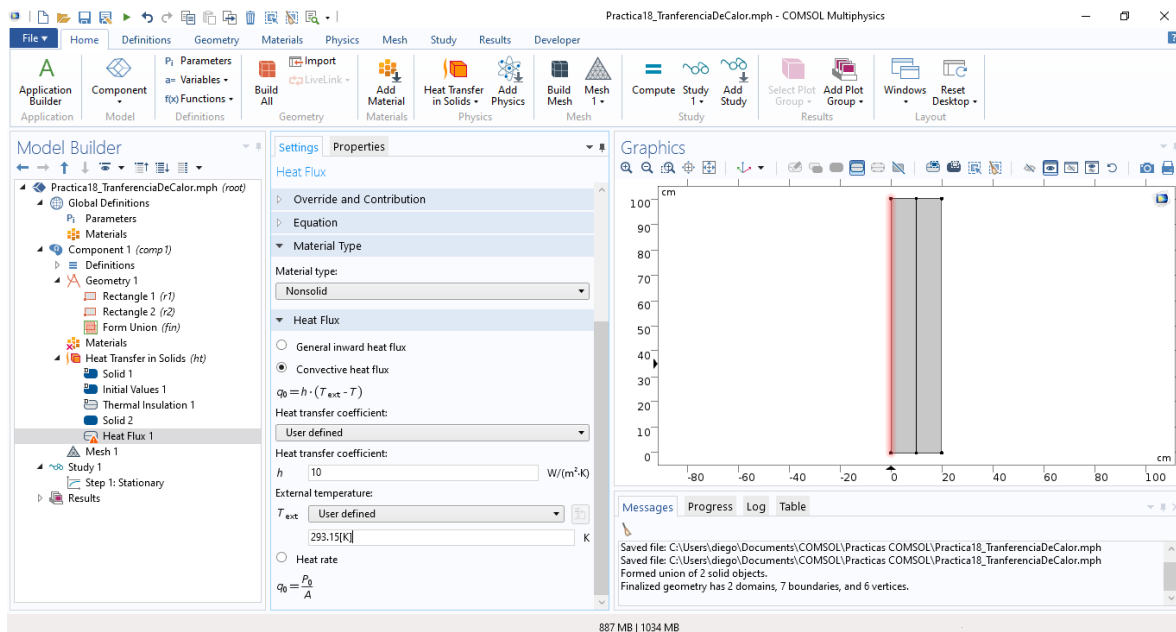 Practica18_TranferenciaDeCalor.mph - COMSOL Multiphysics
File Home Definitions Geometry Materials Physics Mesh Study Results Developer
Application Builder
Component
Pi Parameters
a= Variables
f(x) Functions
Build All
Import
LiveLink
Add Material
Heat Transfer in Solids
Add Physics
Build Mesh
Mesh 1
Compute
Study 1
Add Study
Select Plot Group
Add Plot Group
Windows
Reset Desktop
Application Model Definitions Geometry Materials Physics Mesh Study Results Layout
Model Builder
Practica18_TranferenciaDeCalor.mph (root)
Global Definitions
Pi Parameters
Materials
Component 1 (comp1)
Definitions
Geometry 1
Rectangle 1 (r1)
Rectangle 2 (r2)
Form Union (fin)
Materials
Heat Transfer in Solids (ht)
Solid 1
Initial Values 1
Thermal Insulation 1
Solid 2
Heat Flux 1
Mesh 1
Study 1
Step 1: Stationary
Results
Settings Properties
Heat Flux
Override and Contribution
Equation
Material Type
Material type:
Nonsolid
Heat Flux
General inward heat flux
Convective heat flux
q0 = h · (Text - T)
Heat transfer coefficient:
User defined
Heat transfer coefficient:
h 10 W/(m²·K)
External temperature:
Text User defined
293.15[K] K
Heat rate
q0 = P0/A
Graphics
cm
100
90
80
70
60
50
40
30
20
10
0
cm
-80 -60 -40 -20 0 20 40 60 80 100
Messages Progress Log Table
Saved file: C:\Users\diego\Documents\COMSOL\Practicas COMSOL\Practica18_TranferenciaDeCalor.mph
Saved file: C:\Users\diego\Documents\COMSOL\Practicas COMSOL\Practica18_TranferenciaDeCalor.mph
Formed union of 2 solid objects.
Finalized geometry has 2 domains, 7 boundaries, and 6 vertices.
887 MB | 1034 MB